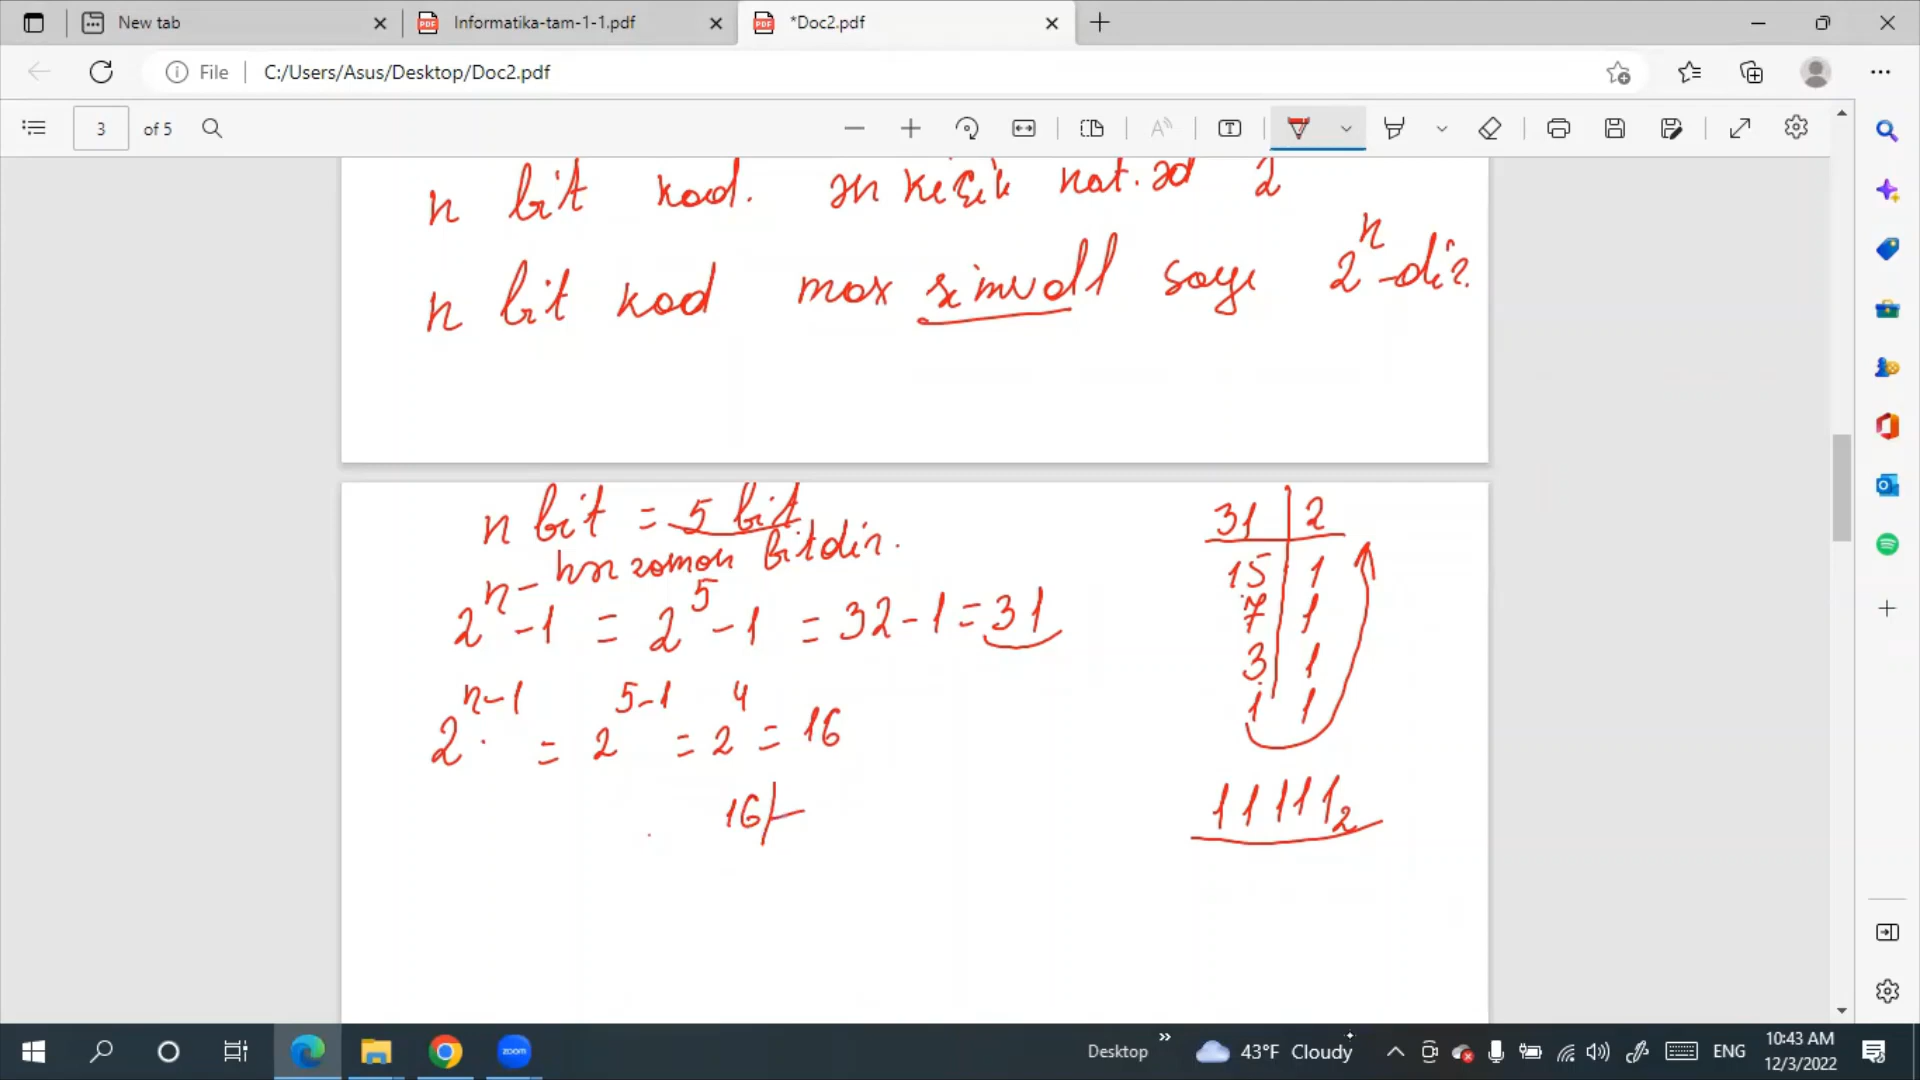 New tab
Informatika-tam-1-1.pdf
*Doc2.pdf
File
C:/Users/Asus/Desktop/Doc2.pdf
3 of 5
n bit kod. ən kiçik nat. əd 2
n bit kod max simvoll sayı 2ⁿ-dir.
n bit = 5 bit
n - hər zaman bitdir.
2ⁿ - 1 = 2⁵ - 1 = 32 - 1 = 31
2ⁿ⁻¹ = 2⁵⁻¹ = 2⁴ = 16
16
31 2
15 1
7 1
3 1
1 1
11111₂
zoom
Desktop
43°F Cloudy
ENG
10:43 AM
12/3/2022